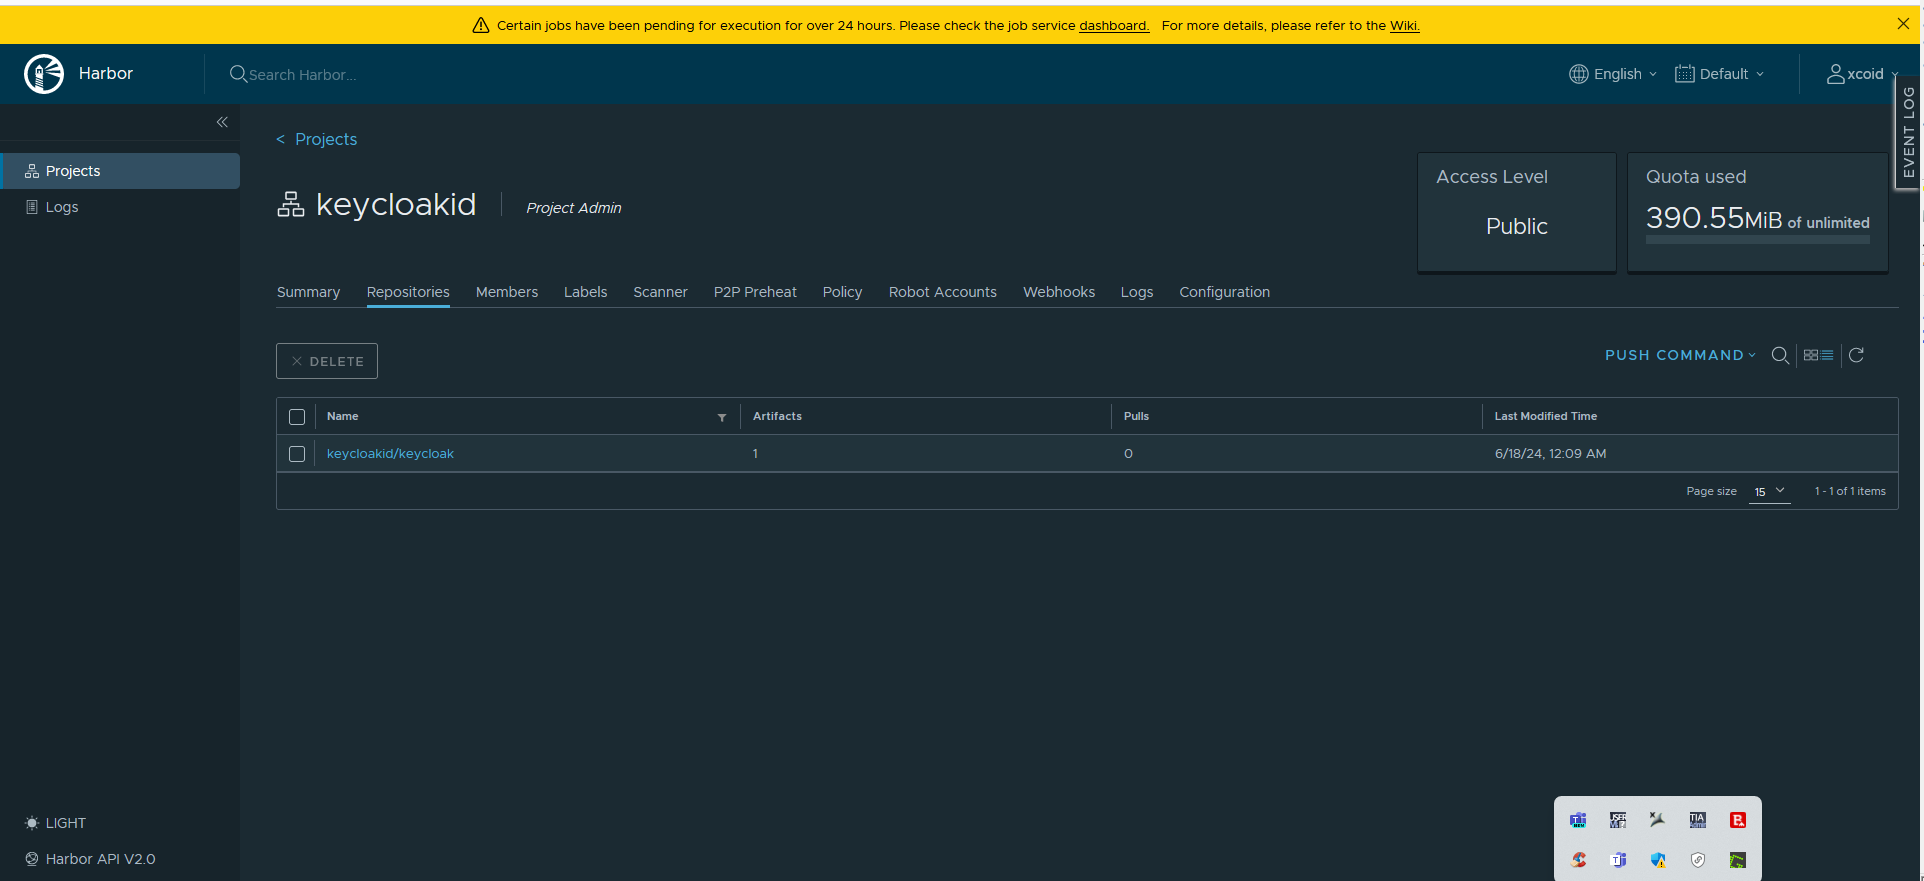 Certain jobs have been pending for execution for over 24 hours. Please check the job service dashboard. For more details, please refer to the Wiki.
Harbor
Search Harbor...
English
Default
xcoid
EVENT LOG
Projects
Logs
< Projects
keycloakid
Project Admin
Access Level
Public
Quota used
390.55MiB of unlimited
Summary Repositories Members Labels Scanner P2P Preheat Policy Robot Accounts Webhooks Logs Configuration
DELETE
PUSH COMMAND
Name Artifacts Pulls Last Modified Time
keycloakid/keycloak 1 0 6/18/24, 12:09 AM
Page size 15 1 - 1 of 1 items
LIGHT
Harbor API V2.0
USER
TIA